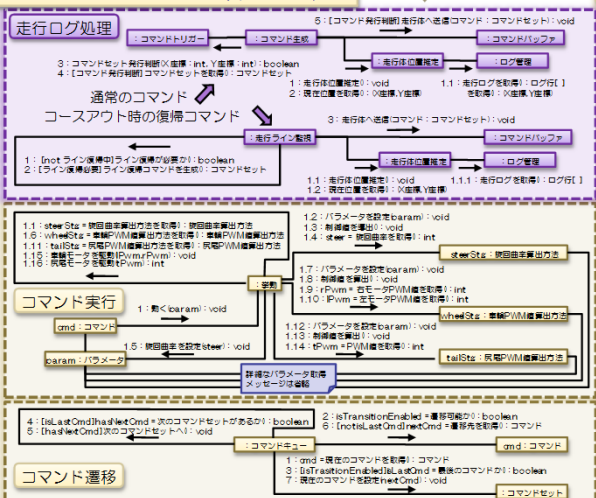 走行ログ処理
5：[コマンド発行判断]走行体へ送信(コマンド：コマンドセット)：void
：コマンドトリガー
：コマンド生成
：コマンドバッファ
3：コマンドセット発行判断(X座標：int, Y座標：int)：boolean
4：[コマンド発行判断]コマンドセットを取得()：コマンドセット
：走行体位置推定
：ログ管理
1：走行体位置推定()：void
2：現在位置を取得()：(X座標,Y座標)
1.1：走行ログを取得()：ログ行[ ]
を取得()：(X座標,Y座標)
通常のコマンド
コースアウト時の復帰コマンド
3：走行体へ送信(コマンド：コマンドセット)：void
：走行ライン監視
：コマンドバッファ
1：[not ライン復帰中]ライン復帰が必要か()：boolean
2：[ライン復帰必要]ライン復帰コマンドを生成()：コマンドセット
：走行体位置推定
：ログ管理
1.1：走行体位置推定()：void
1.2：現在位置を取得()：(X座標,Y座標)
1.1.1：走行ログを取得()：ログ行[]
1.1：steerStg = 旋回曲率算出方法を取得()：旋回曲率算出方法
1.6：wheelStg = 車輪PWM値算出方法を取得()：車輪PWM値算出方法
1.11：tailStg = 尻尾PWM値算出方法を取得()：尻尾PWM値算出方法
1.15：車輪モータを駆動(lPwm,rPwm)：void
1.16：尻尾モータを駆動(tPwm)：void
1.2：パラメータを設定(param)：void
1.3：制御値を導出()：void
1.4：steer = 旋回曲率を取得()：int
steerStg：旋回曲率算出方法
：挙動
コマンド実行
1.7：パラメータを設定(param)：void
1.8：制御値を算出()：void
1.9：rPwm = 右モータPWM値を取得()：int
1.10：lPwm = 左モータPWM値を取得()：int
1：動く(param)：void
wheelStg：車輪PWM値算出方法
cmd：コマンド
1.12：パラメータを設定(param)：void
1.13：制御値を算出()：void
1.14：tPwm = PWM値を取得()：int
1.5：旋回曲率を設定(steer)：void
param：パラメータ
tailStg：尻尾PWM値算出方法
詳細なパラメータ取得
メッセージは省略
4：[isLastCmd]hasNextCmd = 次のコマンドセットがあるか()：boolean
5：[hasNextCmd]次のコマンドセットへ()：void
2：isTransitionEnabled = 遷移可能か()：boolean
6：[notisLastCmd]nextCmd = 遷移先を取得()：コマンド
：コマンドキュー
cmd：コマンド
コマンド遷移
1：cmd = 現在のコマンドを取得()：コマンド
3：[isTrasitionEnabled]isLastCmd = 最後のコマンドか()：boolean
7：現在のコマンドを設定(nextCmd)：void
：コマンドセット